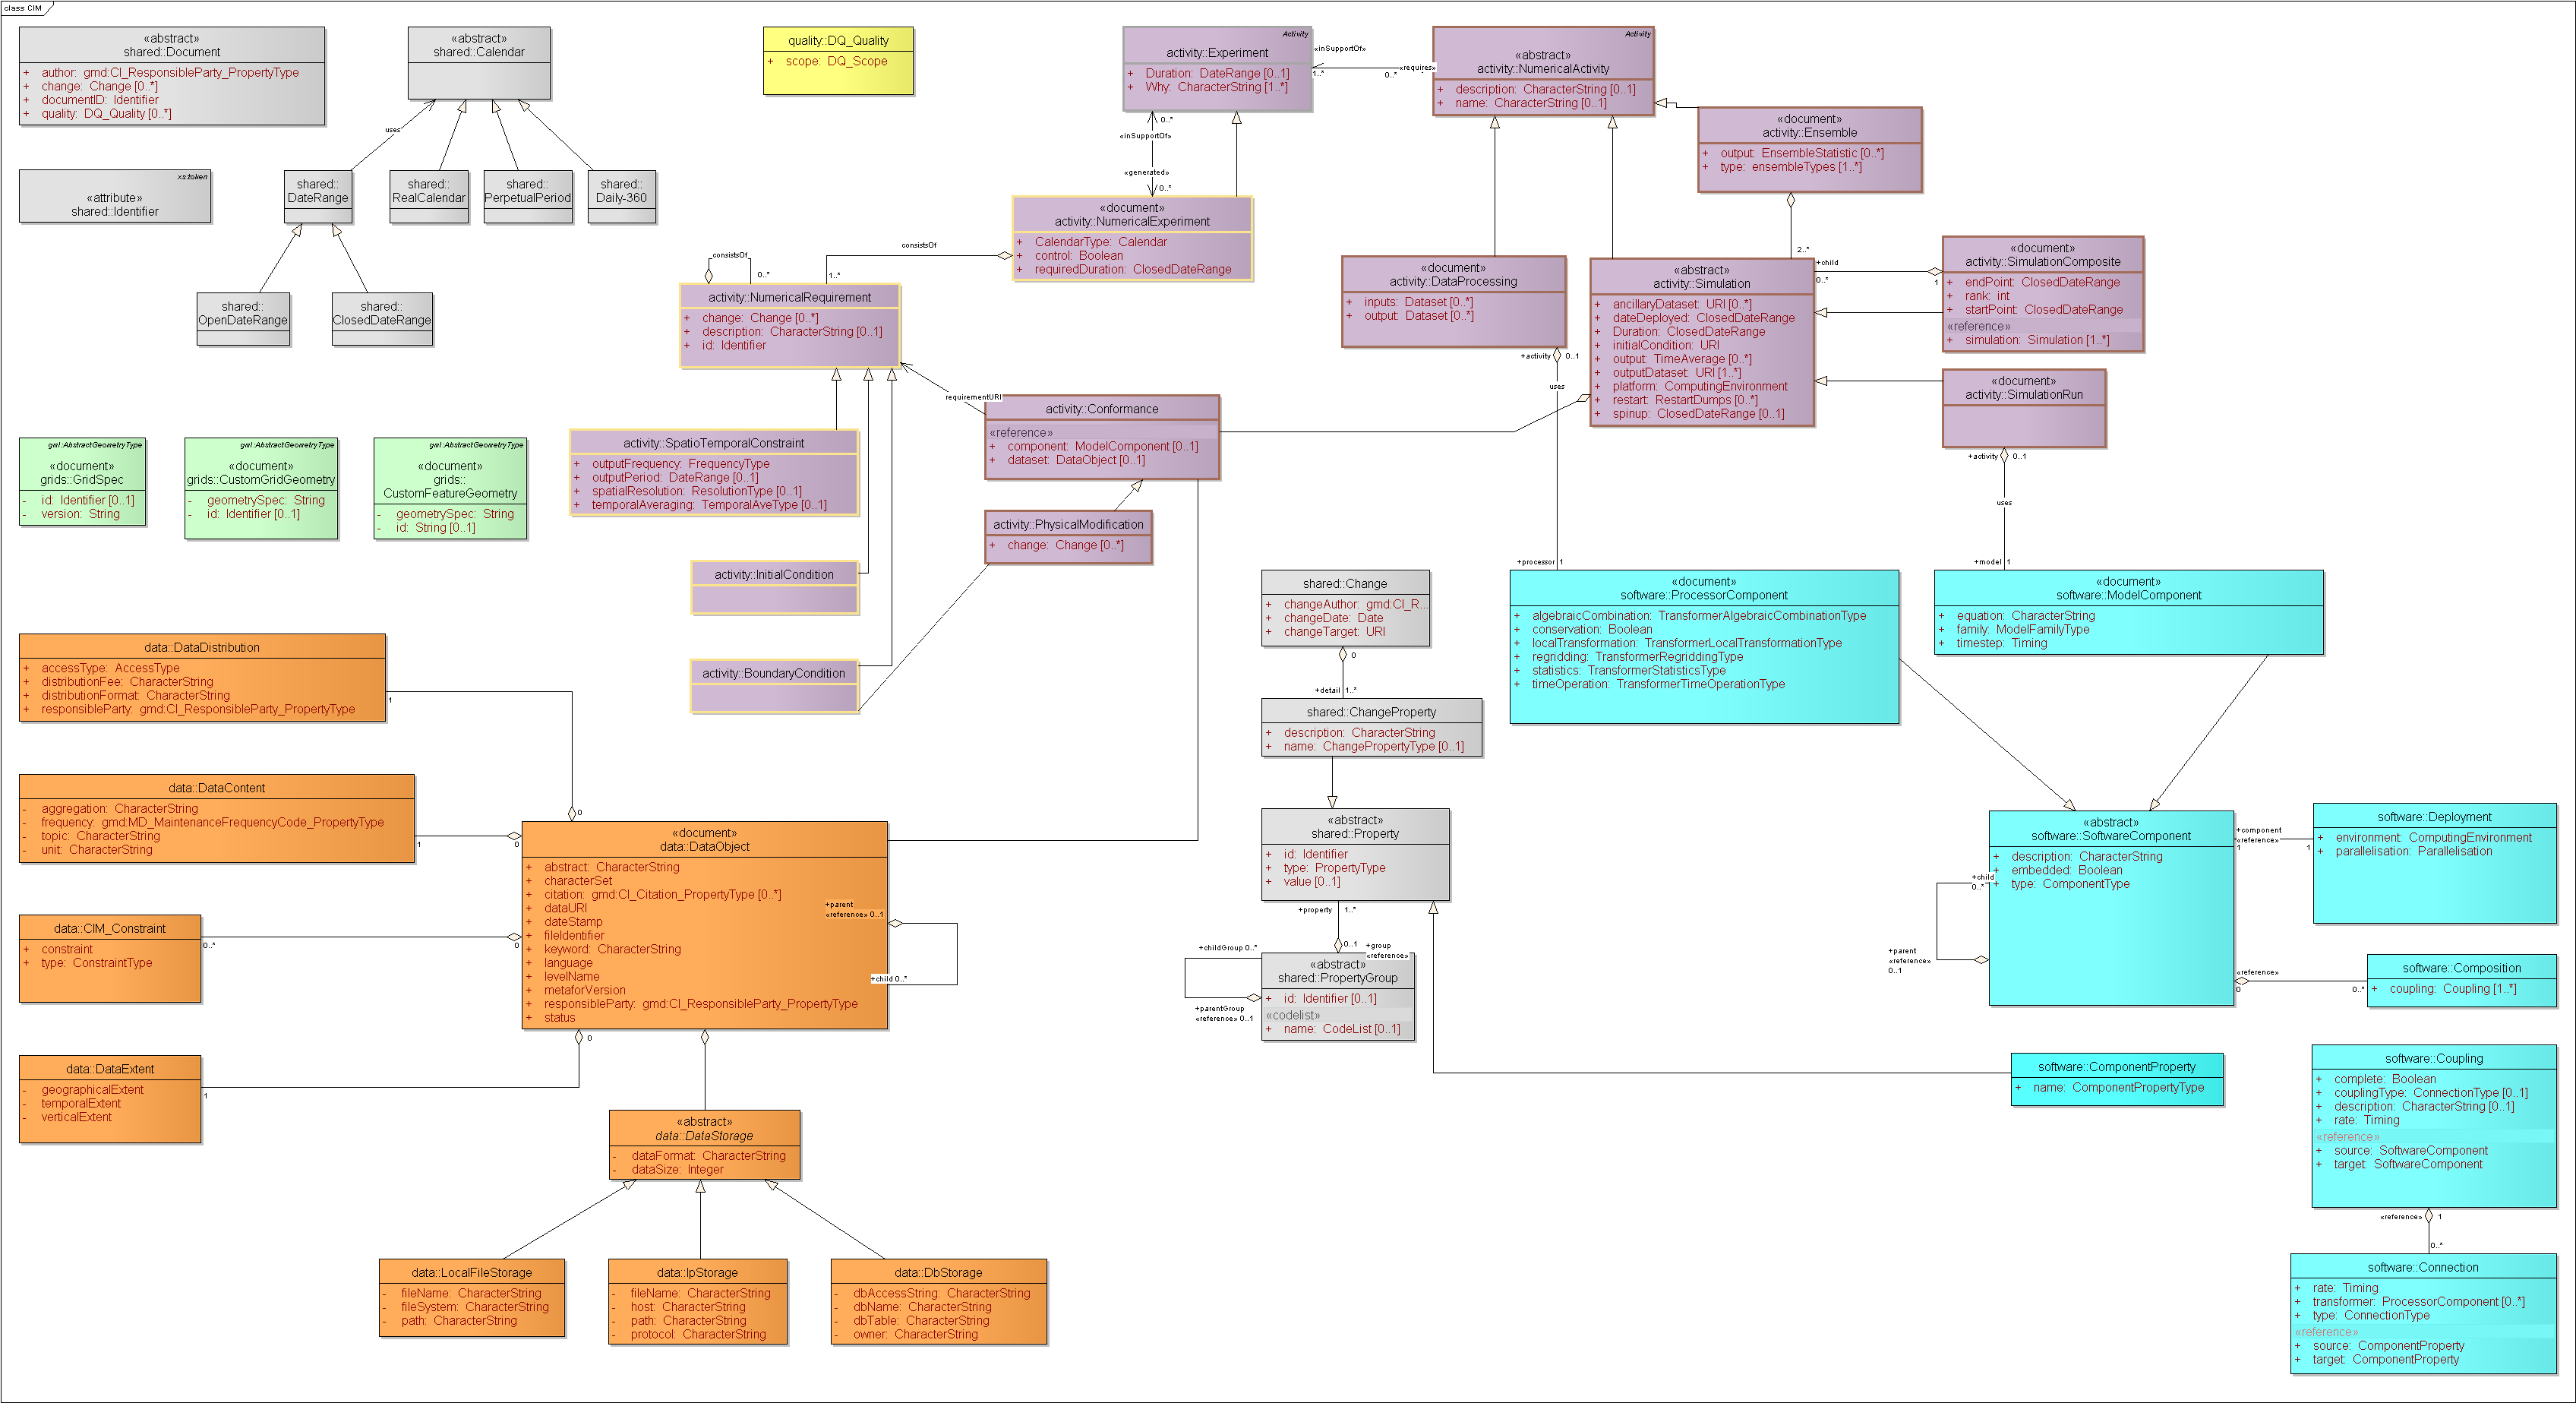 class CIM
«abstract»
shared::Document
+ author: gmd:CI_ResponsibleParty_PropertyType
+ change: Change [0..*]
+ documentID: Identifier
+ quality: DQ_Quality [0..*]
«abstract»
shared::Calendar
uses
xs:token
«attribute»
shared::Identifier
shared::
DateRange
shared::
RealCalendar
shared::
PerpetualPeriod
shared::
Daily-360
shared::
OpenDateRange
shared::
ClosedDateRange
quality::DQ_Quality
+ scope: DQ_Scope
Activity
activity::Experiment
+ Duration: DateRange [0..1]
+ Why: CharacterString [1..*]
«inSupportOf»
1..*
0..*
«requires»
Activity
«abstract»
activity::NumericalActivity
+ description: CharacterString [0..1]
+ name: CharacterString [0..1]
«document»
activity::Ensemble
+ output: EnsembleStatistic [0..*]
+ type: ensembleTypes [1..*]
2..*
0..*
«inSupportOf»
«generated»
0..*
«document»
activity::NumericalExperiment
+ CalendarType: Calendar
+ control: Boolean
+ requiredDuration: ClosedDateRange
consistsOf
1..*
consistsOf
0..*
activity::NumericalRequirement
+ change: Change [0..*]
+ description: CharacterString [0..1]
+ id: Identifier
«document»
activity::DataProcessing
+ inputs: Dataset [0..*]
+ output: Dataset [0..*]
+activity
0..1
uses
+processor
1
«abstract»
activity::Simulation
+ ancillaryDataset: URI [0..*]
+ dateDeployed: ClosedDateRange
+ Duration: ClosedDateRange
+ initialCondition: URI
+ output: TimeAverage [0..*]
+ outputDataset: URI [1..*]
+ platform: ComputingEnvironment
+ restart: RestartDumps [0..*]
+ spinup: ClosedDateRange [0..1]
+child
0..*
1
«document»
activity::SimulationComposite
+ endPoint: ClosedDateRange
+ rank: int
+ startPoint: ClosedDateRange
«reference»
+ simulation: Simulation [1..*]
«document»
activity::SimulationRun
+activity
0..1
uses
+model
1
requirementURI
activity::Conformance
«reference»
+ component: ModelComponent [0..1]
+ dataset: DataObject [0..1]
activity::SpatioTemporalConstraint
+ outputFrequency: FrequencyType
+ outputPeriod: DateRange [0..1]
+ spatialResolution: ResolutionType [0..1]
+ temporalAveraging: TemporalAveType [0..1]
activity::PhysicalModification
+ change: Change [0..*]
activity::InitialCondition
activity::BoundaryCondition
gml:AbstractGeometryType
«document»
grids::GridSpec
- id: Identifier [0..1]
- version: String
gml:AbstractGeometryType
«document»
grids::CustomGridGeometry
- geometrySpec: String
- id: Identifier [0..1]
gml:AbstractGeometryType
«document»
grids::
CustomFeatureGeometry
- geometrySpec: String
- id: String [0..1]
shared::Change
+ changeAuthor: gmd:CI_R...
+ changeDate: Date
+ changeTarget: URI
0
+detail
1..*
shared::ChangeProperty
+ description: CharacterString
+ name: ChangePropertyType [0..1]
«abstract»
shared::Property
+ id: Identifier
+ type: PropertyType
+ value [0..1]
+property
1..*
0..1
+group
«reference»
+childGroup 0..*
+parentGroup
«reference» 0..1
«abstract»
shared::PropertyGroup
+ id: Identifier [0..1]
«codelist»
+ name: CodeList [0..1]
«document»
software::ProcessorComponent
+ algebraicCombination: TransformerAlgebraicCombinationType
+ conservation: Boolean
+ localTransformation: TransformerLocalTransformationType
+ regridding: TransformerRegriddingType
+ statistics: TransformerStatisticsType
+ timeOperation: TransformerTimeOperationType
«document»
software::ModelComponent
+ equation: CharacterString
+ family: ModelFamilyType
+ timestep: Timing
«abstract»
software::SoftwareComponent
+ description: CharacterString
+ embedded: Boolean
+ type: ComponentType
+child
0..*
+parent
«reference»
0..1
+component
«reference»
1
1
software::Deployment
+ environment: ComputingEnvironment
+ parallelisation: Parallelisation
«reference»
0
0..*
software::Composition
+ coupling: Coupling [1..*]
software::ComponentProperty
+ name: ComponentPropertyType
software::Coupling
+ complete: Boolean
+ couplingType: ConnectionType [0..1]
+ description: CharacterString [0..1]
+ rate: Timing
«reference»
+ source: SoftwareComponent
+ target: SoftwareComponent
«reference»
1
0..*
software::Connection
+ rate: Timing
+ transformer: ProcessorComponent [0..*]
+ type: ConnectionType
«reference»
+ source: ComponentProperty
+ target: ComponentProperty
data::DataDistribution
+ accessType: AccessType
+ distributionFee: CharacterString
+ distributionFormat: CharacterString
+ responsibleParty: gmd:CI_ResponsibleParty_PropertyType
1
0
data::DataContent
- aggregation: CharacterString
- frequency: gmd:MD_MaintenanceFrequencyCode_PropertyType
- topic: CharacterString
- unit: CharacterString
1
0
data::CIM_Constraint
+ constraint
+ type: ConstraintType
0..*
0
data::DataExtent
- geographicalExtent
- temporalExtent
- verticalExtent
1
0
«document»
data::DataObject
+ abstract: CharacterString
+ characterSet
+ citation: gmd:CI_Citation_PropertyType [0..*]
+ dataURI
+ dateStamp
+ fileIdentifier
+ keyword: CharacterString
+ language
+ levelName
+ metaforVersion
+ responsibleParty: gmd:CI_ResponsibleParty_PropertyType
+ status
+parent
«reference» 0..1
+child 0..*
«abstract»
data::DataStorage
- dataFormat: CharacterString
- dataSize: Integer
data::LocalFileStorage
- fileName: CharacterString
- fileSystem: CharacterString
- path: CharacterString
data::IpStorage
- fileName: CharacterString
- host: CharacterString
- path: CharacterString
- protocol: CharacterString
data::DbStorage
- dbAccessString: CharacterString
- dbName: CharacterString
- dbTable: CharacterString
- owner: CharacterString